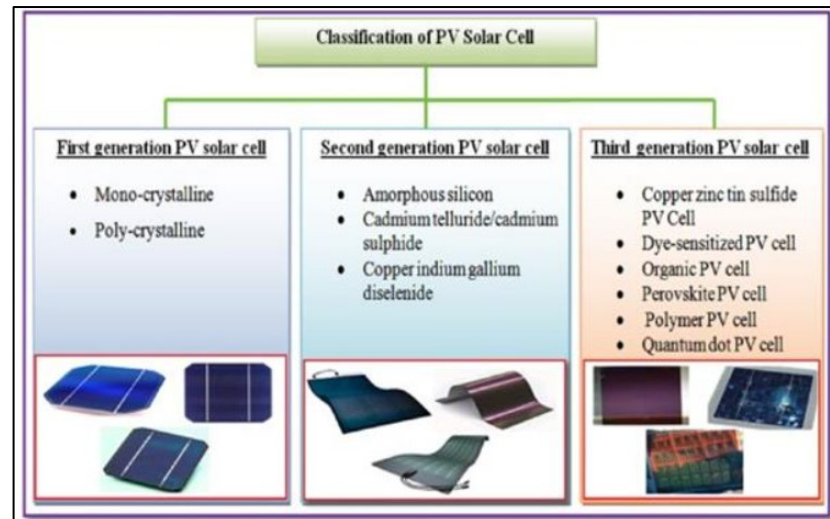 Classification of PV Solar Cell
First generation PV solar cell
• Mono-crystalline
• Poly-crystalline
Second generation PV solar cell
• Amorphous silicon
• Cadmium telluride/cadmium
sulphide
• Copper indium gallium
diselenide
Third generation PV solar cell
• Copper zinc tin sulfide
PV Cell
• Dye-sensitized PV cell
• Organic PV cell
• Perovskite PV cell
• Polymer PV cell
• Quantum dot PV cell